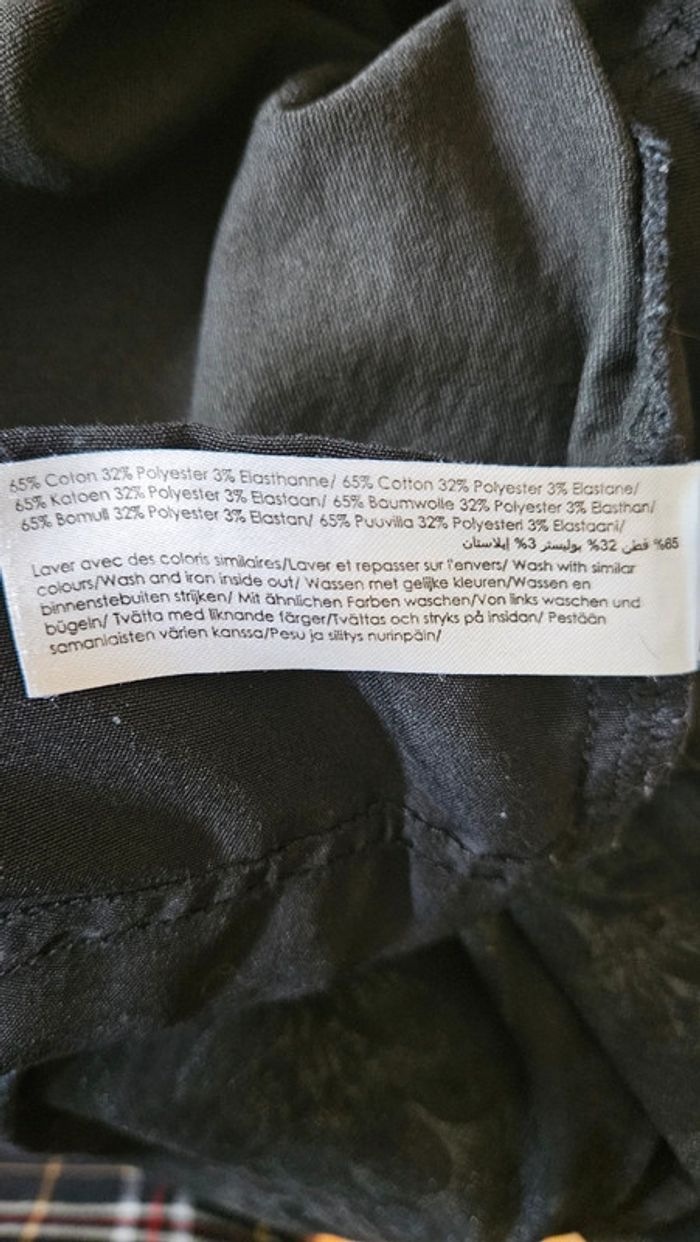 65% Coton 32% Polyester 3% Elasthanne/ 65% Cotton 32% Polyester 3% Elastane/
65% Katoen 32% Polyester 3% Elastaan/ 65% Baumwolle 32% Polyester 3% Elasthan/
65% Bomull 32% Polyester 3% Elastan/ 65% Puuvilla 32% Polyesteri 3% Elastaani/
65% قطن 32% بوليستر 3% إيلاستان
Laver avec des coloris similaires/Laver et repasser sur l'envers/ Wash with similar
colours/Wash and iron inside out/ Wassen met gelijke kleuren/Wassen en
binnenstebuiten strijken/ Mit ähnlichen Farben waschen/Von links waschen und
bügeln/ Tvätta med liknande färger/Tvättas och stryks på insidan/ Pestään
samanlaisten värien kanssa/Pesu ja silitys nurinpäin/